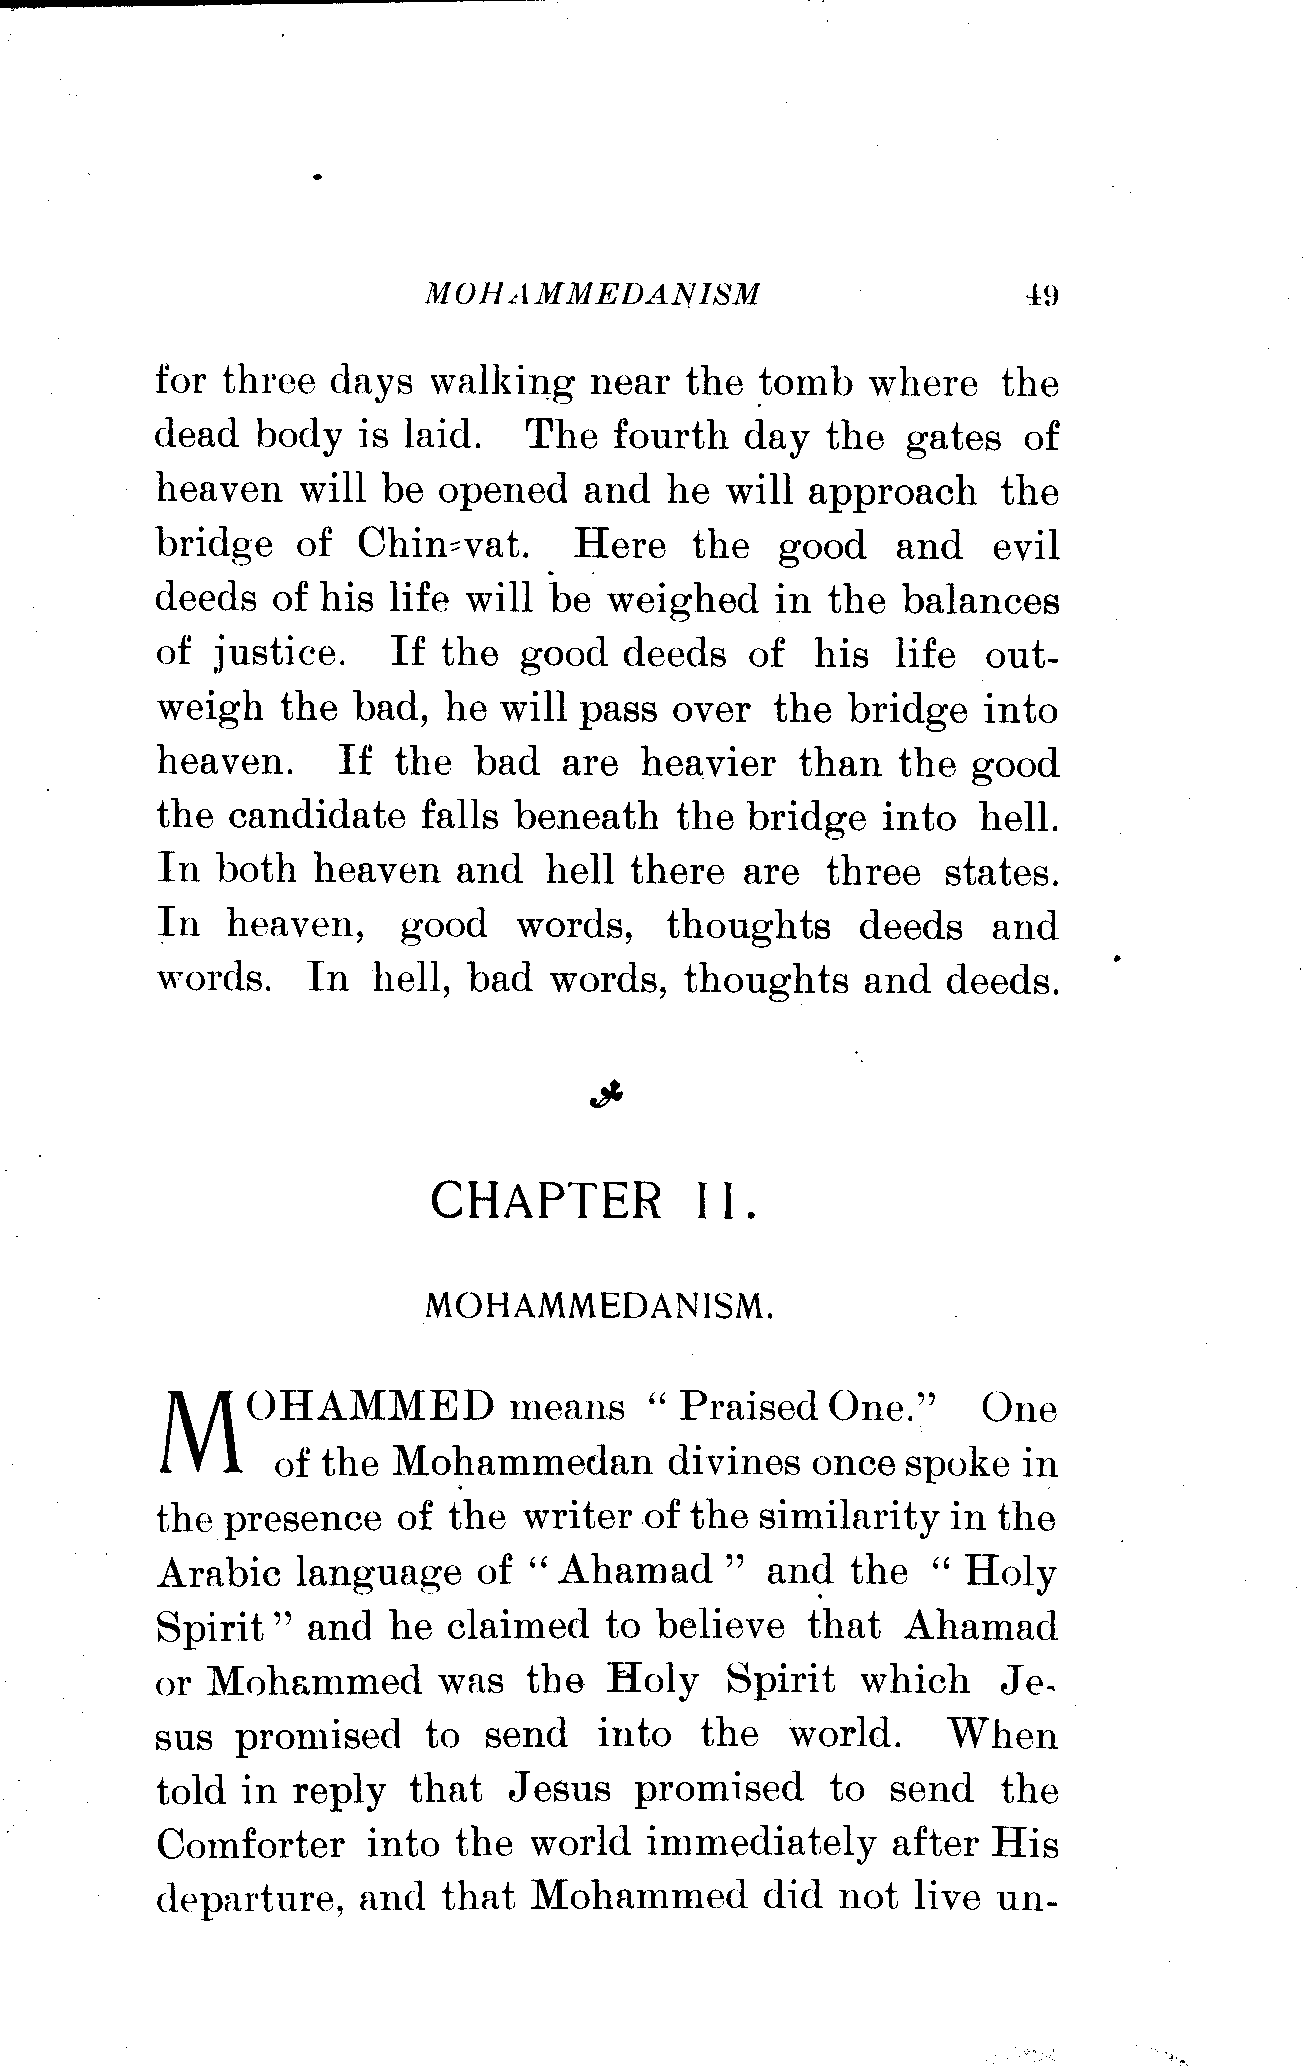 MOHAMMEDANISM 49
for three days walking near the tomb where the
dead body is laid. The fourth day the gates of
heaven will be opened and he will approach the
bridge of Chin=vat. Here the good and evil
deeds of his life will be weighed in the balances
of justice. If the good deeds of his life out-
weigh the bad, he will pass over the bridge into
heaven. If the bad are heavier than the good
the candidate falls beneath the bridge into hell.
In both heaven and hell there are three states.
In heaven, good words, thoughts deeds and
words. In hell, bad words, thoughts and deeds.
CHAPTER II.
MOHAMMEDANISM.
MOHAMMED means “ Praised One.” One
of the Mohammedan divines once spoke in
the presence of the writer of the similarity in the
Arabic language of “ Ahamad ” and the “ Holy
Spirit ” and he claimed to believe that Ahamad
or Mohammed was the Holy Spirit which Je-
sus promised to send into the world. When
told in reply that Jesus promised to send the
Comforter into the world immediately after His
departure, and that Mohammed did not live un-